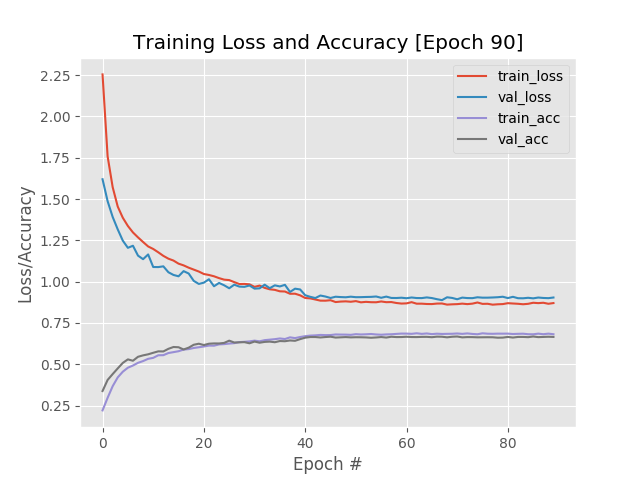 Training Loss and Accuracy [Epoch 90]
train_loss
val_loss
train_acc
val_acc
2.25
2.00
1.75
1.50
1.25
1.00
0.75
0.50
0.25
Loss/Accuracy
0 20 40 60 80
Epoch #